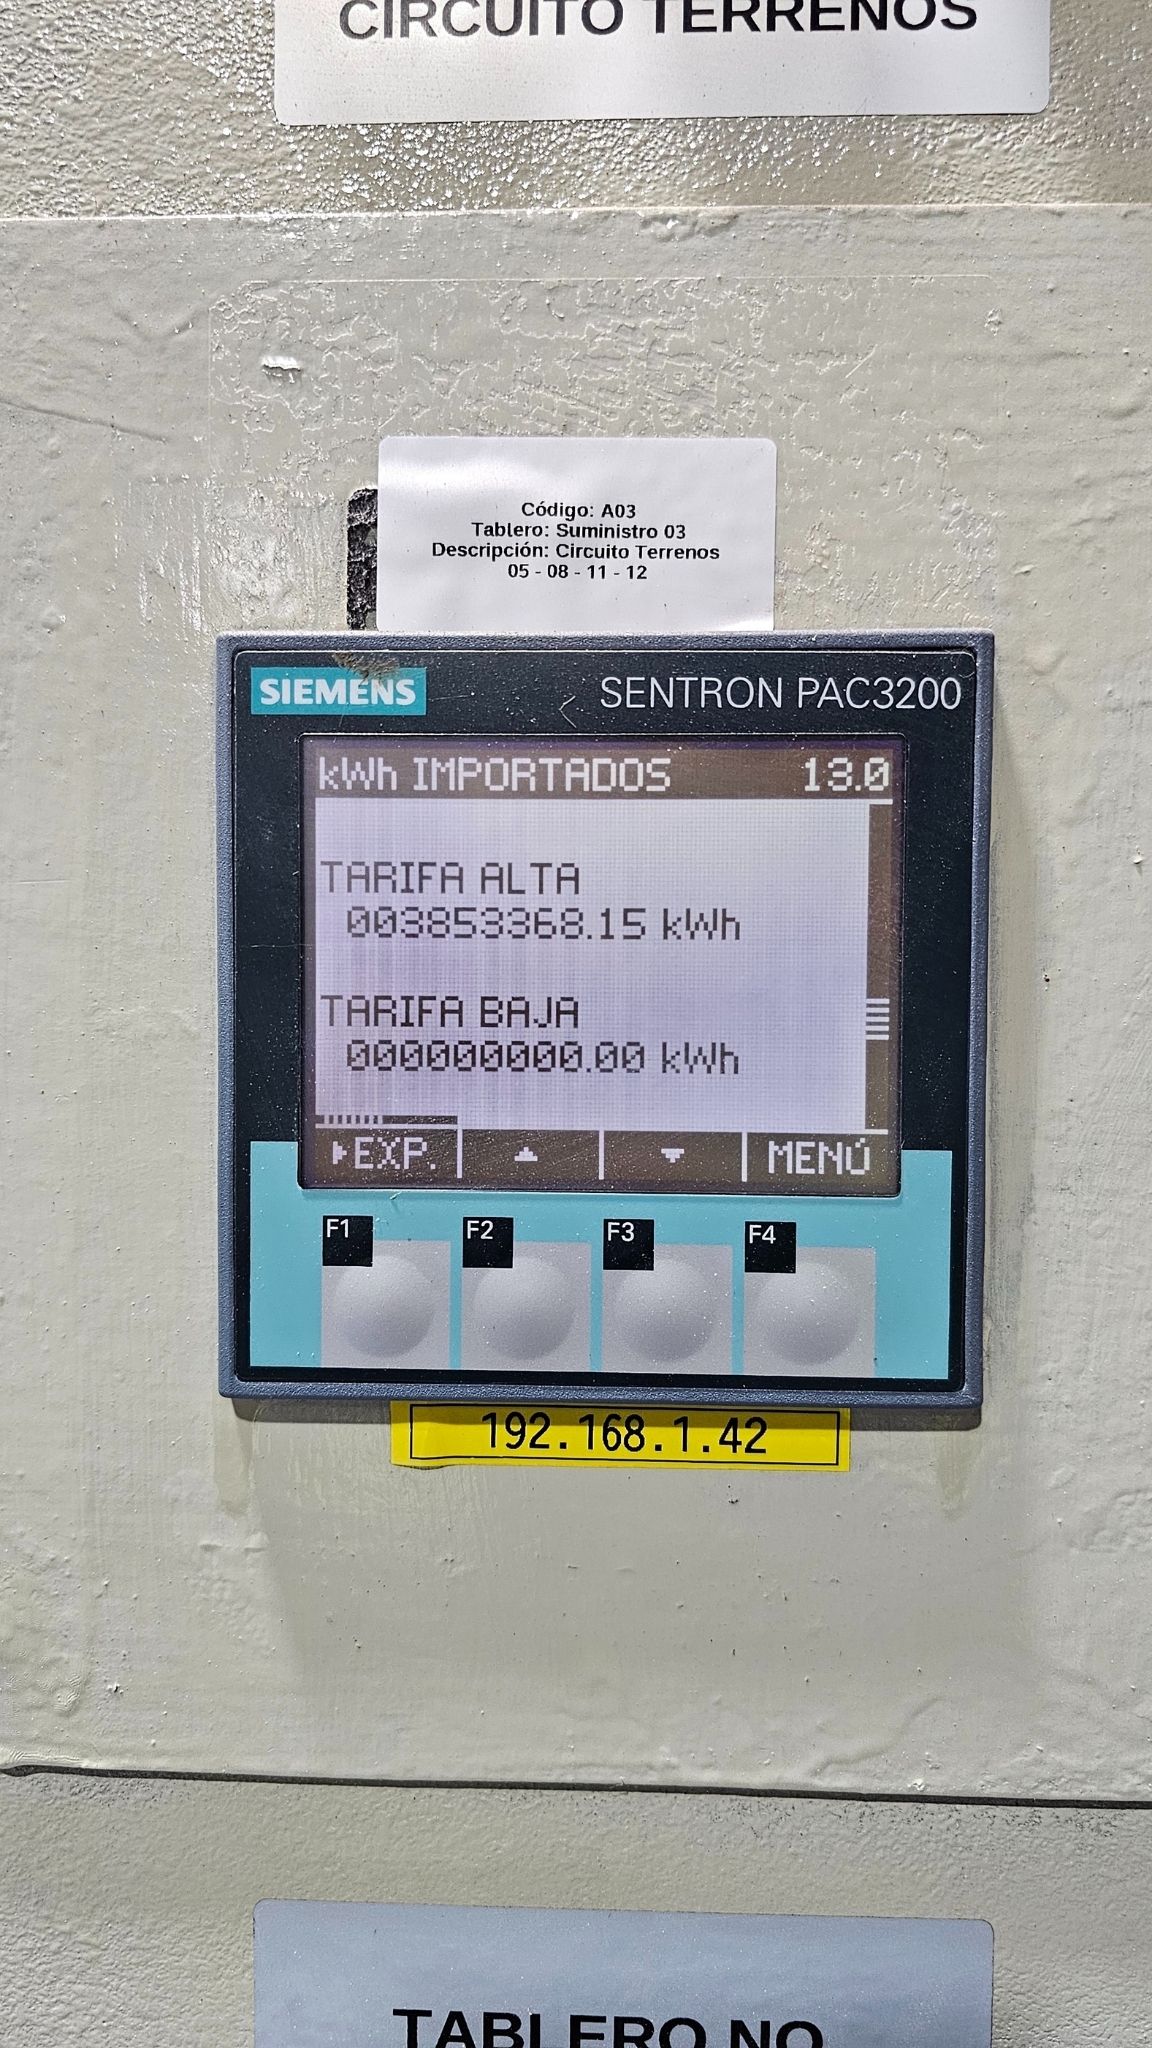 CIRCUITO TERRENOS
Código: A03
Tablero: Suministro 03
Descripción: Circuito Terrenos
05 - 08 - 11 - 12
SIEMENS
SENTRON PAC3200
kWh IMPORTADOS 13.0
TARIFA ALTA
003853368.15 kWh
TARIFA BAJA
000000000.00 kWh
►EXP. ▲ ▼ MENÚ
F1 F2 F3 F4
192.168.1.42
TABLERO NO